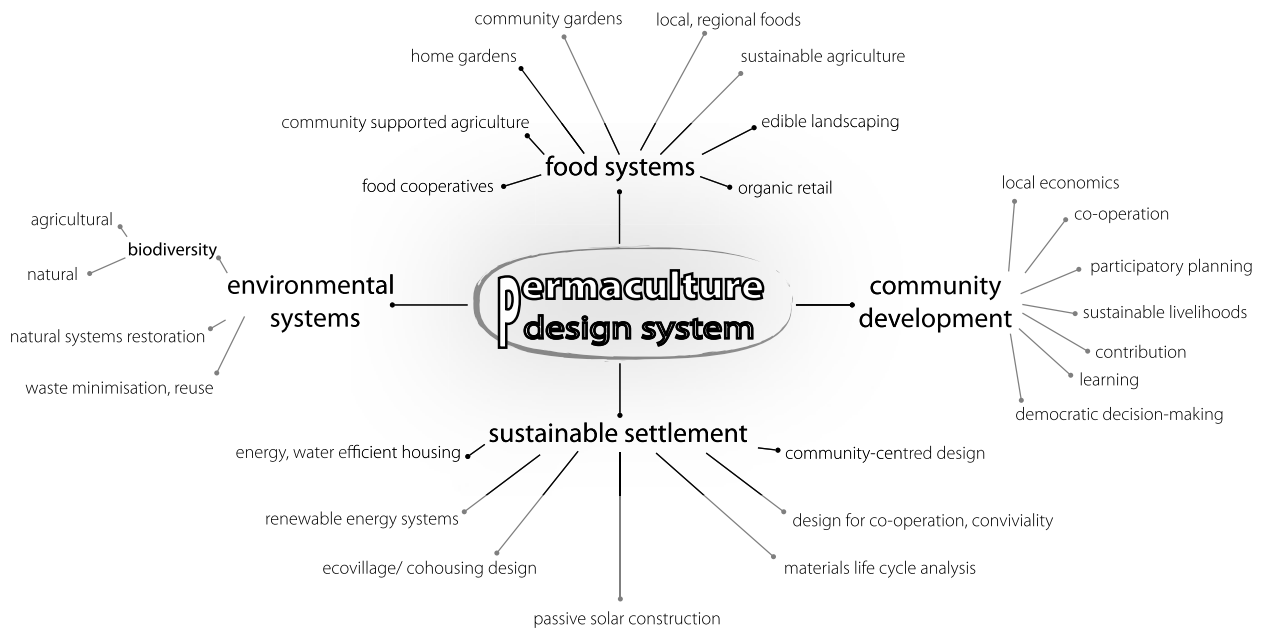 community gardens
local, regional foods
home gardens
sustainable agriculture
community supported agriculture
edible landscaping
food systems
food cooperatives
organic retail
local economics
co-operation
agricultural
biodiversity
natural
participatory planning
environmental
systems
permaculture
design system
community
development
sustainable livelihoods
natural systems restoration
contribution
learning
waste minimisation, reuse
democratic decision-making
sustainable settlement
energy, water efficient housing
community-centred design
renewable energy systems
design for co-operation, conviviality
ecovillage/ cohousing design
materials life cycle analysis
passive solar construction